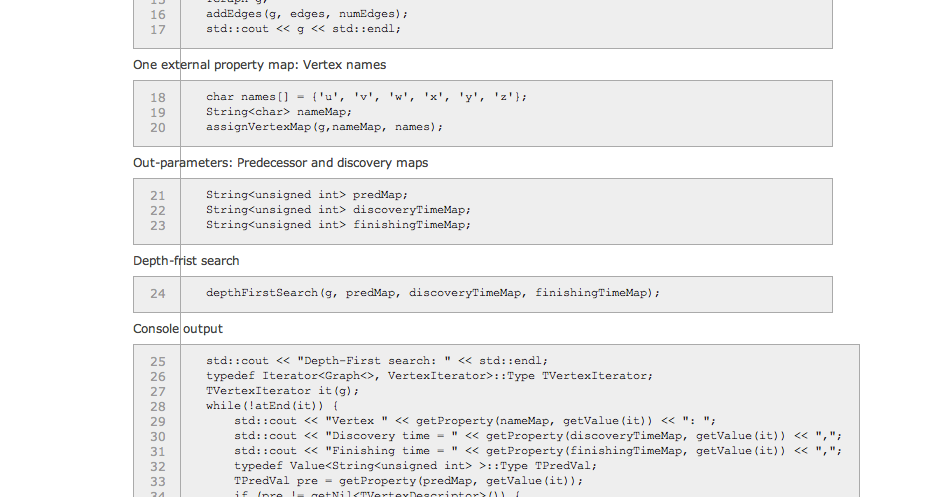 15 TGraph g;
16 addEdges(g, edges, numEdges);
17 std::cout << g << std::endl;
One external property map: Vertex names
18 char names[] = {'u', 'v', 'w', 'x', 'y', 'z'};
19 String<char> nameMap;
20 assignVertexMap(g,nameMap, names);
Out-parameters: Predecessor and discovery maps
21 String<unsigned int> predMap;
22 String<unsigned int> discoveryTimeMap;
23 String<unsigned int> finishingTimeMap;
Depth-frist search
24 depthFirstSearch(g, predMap, discoveryTimeMap, finishingTimeMap);
Console output
25 std::cout << "Depth-First search: " << std::endl;
26 typedef Iterator<Graph<>, VertexIterator>::Type TVertexIterator;
27 TVertexIterator it(g);
28 while(!atEnd(it)) {
29 std::cout << "Vertex " << getProperty(nameMap, getValue(it)) << ": ";
30 std::cout << "Discovery time = " << getProperty(discoveryTimeMap, getValue(it)) << ",";
31 std::cout << "Finishing time = " << getProperty(finishingTimeMap, getValue(it)) << ",";
32 typedef Value<String<unsigned int> >::Type TPredVal;
33 TPredVal pre = getProperty(predMap, getValue(it));
34 if (pre != getNil<TVertexDescriptor>()) {